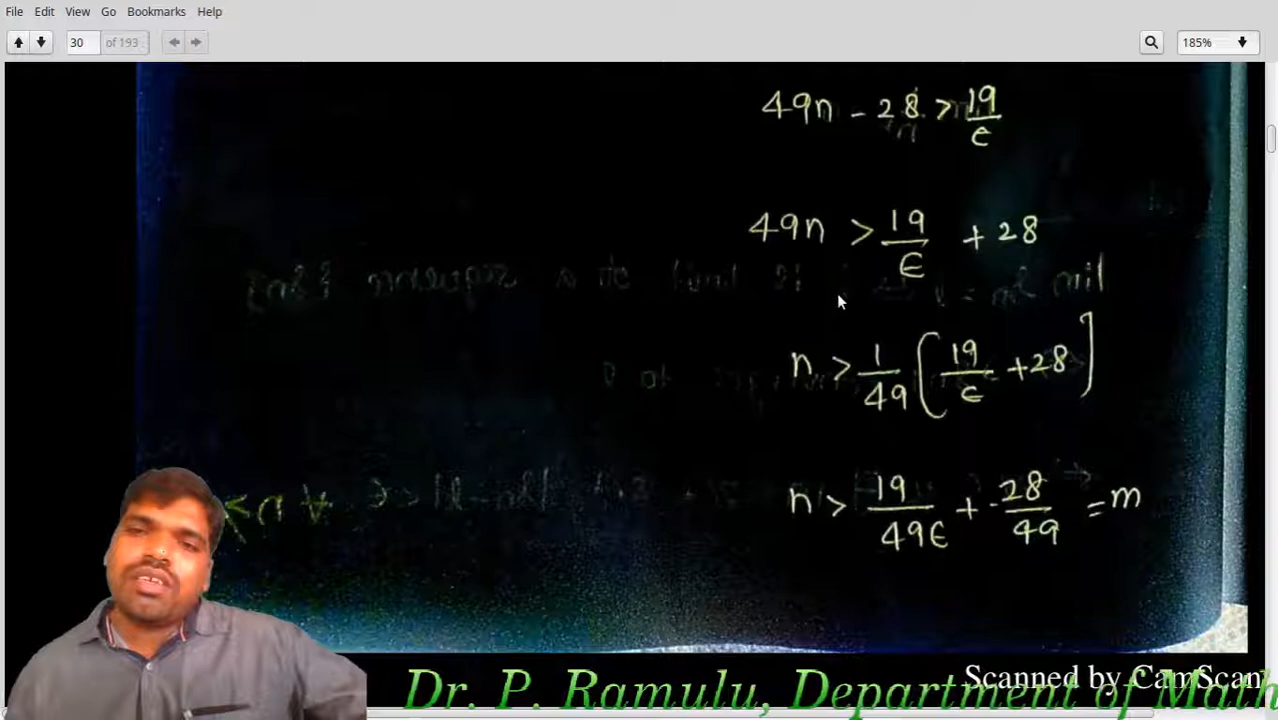 File Edit View Go Bookmarks Help
30 of 193 185%
49n - 28 > 19/ε
49n > 19/ε + 28
n > 1/49 [19/ε + 28]
n > 19/49ε + 28/49 = m
Scanned by CamScan
Dr. P. Ramulu, Department of Math